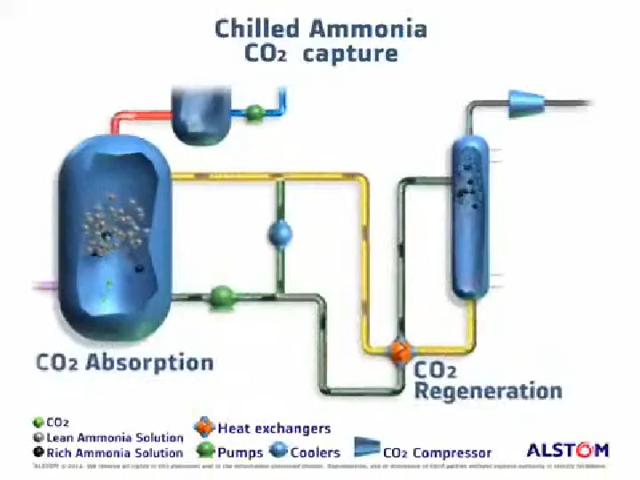 Chilled Ammonia
CO2 capture
CO2 Absorption
CO2
Regeneration
CO2
Lean Ammonia Solution
Rich Ammonia Solution
Heat exchangers
Pumps
Coolers
CO2 Compressor
ALSTOM